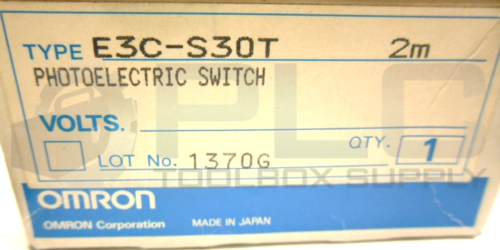 TYPE E3C-S30T 2m
PHOTOELECTRIC SWITCH
VOLTS.
LOT No. 1370G QTY. 1
PLC
TOOLBOX SUPPLY
OMRON
OMRON Corporation MADE IN JAPAN